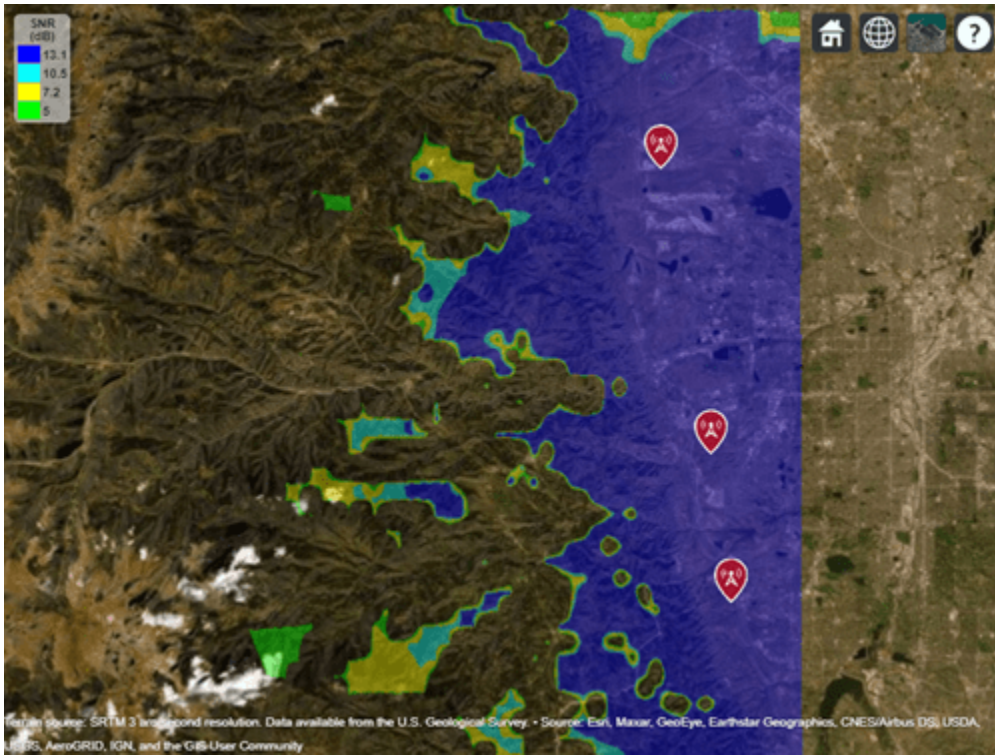 SNR
(dB)
13.1
10.5
7.2
5
?
Terrain source: SRTM 3 arc-second resolution. Data available from the U.S. Geological Survey. • Source: Esri, Maxar, GeoEye, Earthstar Geographics, CNES/Airbus DS, USDA,
USGS, AeroGRID, IGN, and the GIS User Community